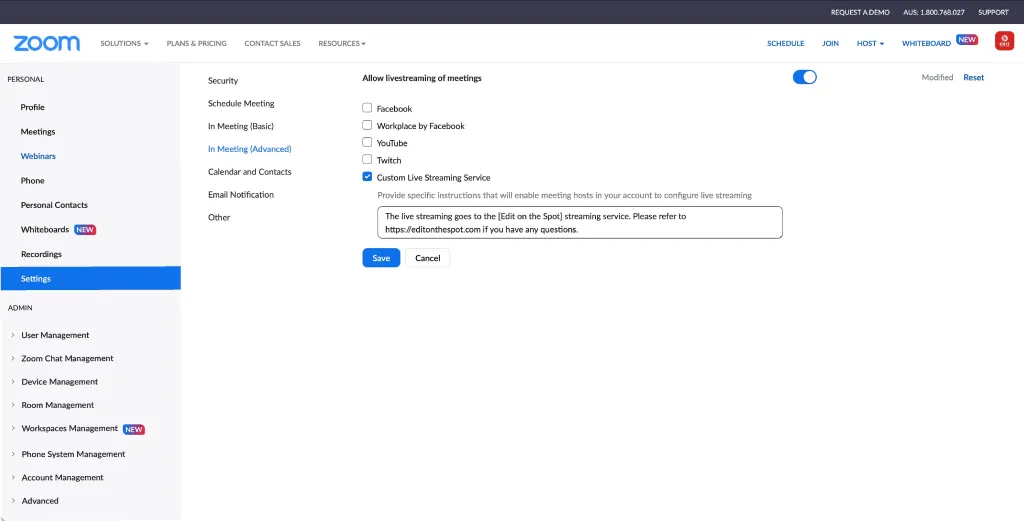 REQUEST A DEMO AUS: 1.800.768.027 SUPPORT
zoom SOLUTIONS PLANS & PRICING CONTACT SALES RESOURCES SCHEDULE JOIN HOST WHITEBOARD NEW
PERSONAL
Profile
Meetings
Webinars
Phone
Personal Contacts
Whiteboards NEW
Recordings
Settings
ADMIN
User Management
Zoom Chat Management
Device Management
Room Management
Workspaces Management NEW
Phone System Management
Account Management
Advanced
Security
Schedule Meeting
In Meeting (Basic)
In Meeting (Advanced)
Calendar and Contacts
Email Notification
Other
Allow livestreaming of meetings Modified Reset
Facebook
Workplace by Facebook
YouTube
Twitch
Custom Live Streaming Service
Provide specific instructions that will enable meeting hosts in your account to configure live streaming
The live streaming goes to the [Edit on the Spot] streaming service. Please refer to
https://editonthespot.com if you have any questions.
Save Cancel